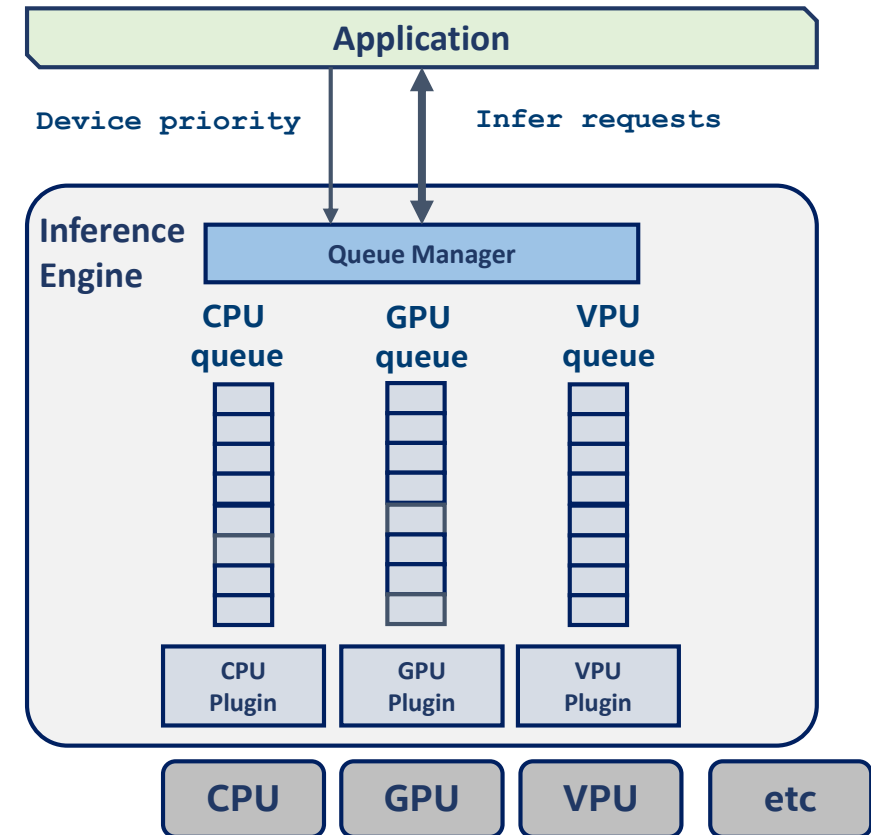 Application
Device priority
Infer requests
Inference
Engine
Queue Manager
CPU
queue
GPU
queue
VPU
queue
CPU
Plugin
GPU
Plugin
VPU
Plugin
CPU
GPU
VPU
etc